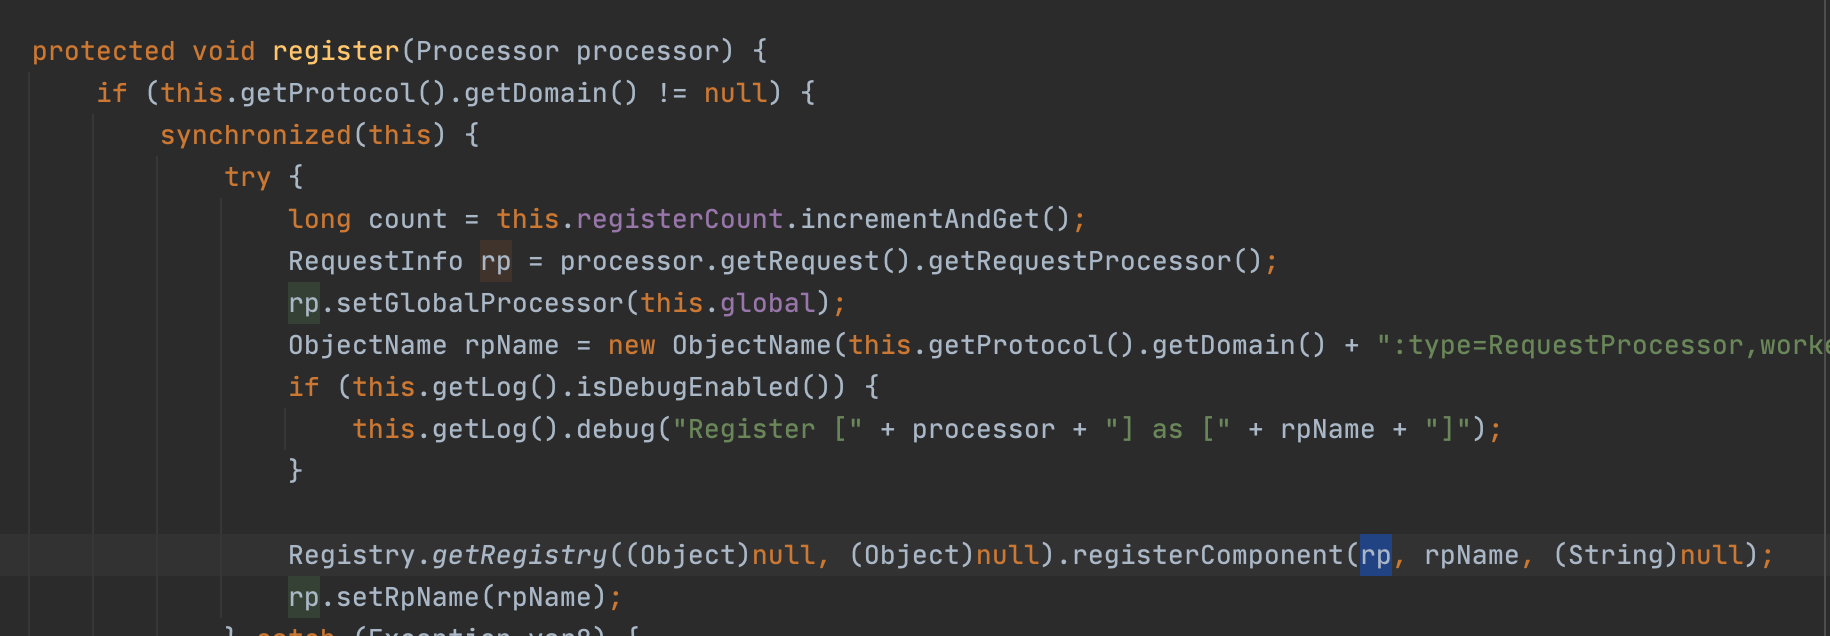 protected void register(Processor processor) {
if (this.getProtocol().getDomain() != null) {
synchronized(this) {
try {
long count = this.registerCount.incrementAndGet();
RequestInfo rp = processor.getRequest().getRequestProcessor();
rp.setGlobalProcessor(this.global);
ObjectName rpName = new ObjectName(this.getProtocol().getDomain() + ":type=RequestProcessor,worke
if (this.getLog().isDebugEnabled()) {
this.getLog().debug("Register [" + processor + "] as [" + rpName + "]");
}
Registry.getRegistry((Object)null, (Object)null).registerComponent(rp, rpName, (String)null);
rp.setRpName(rpName);
} catch (Exception var8) {